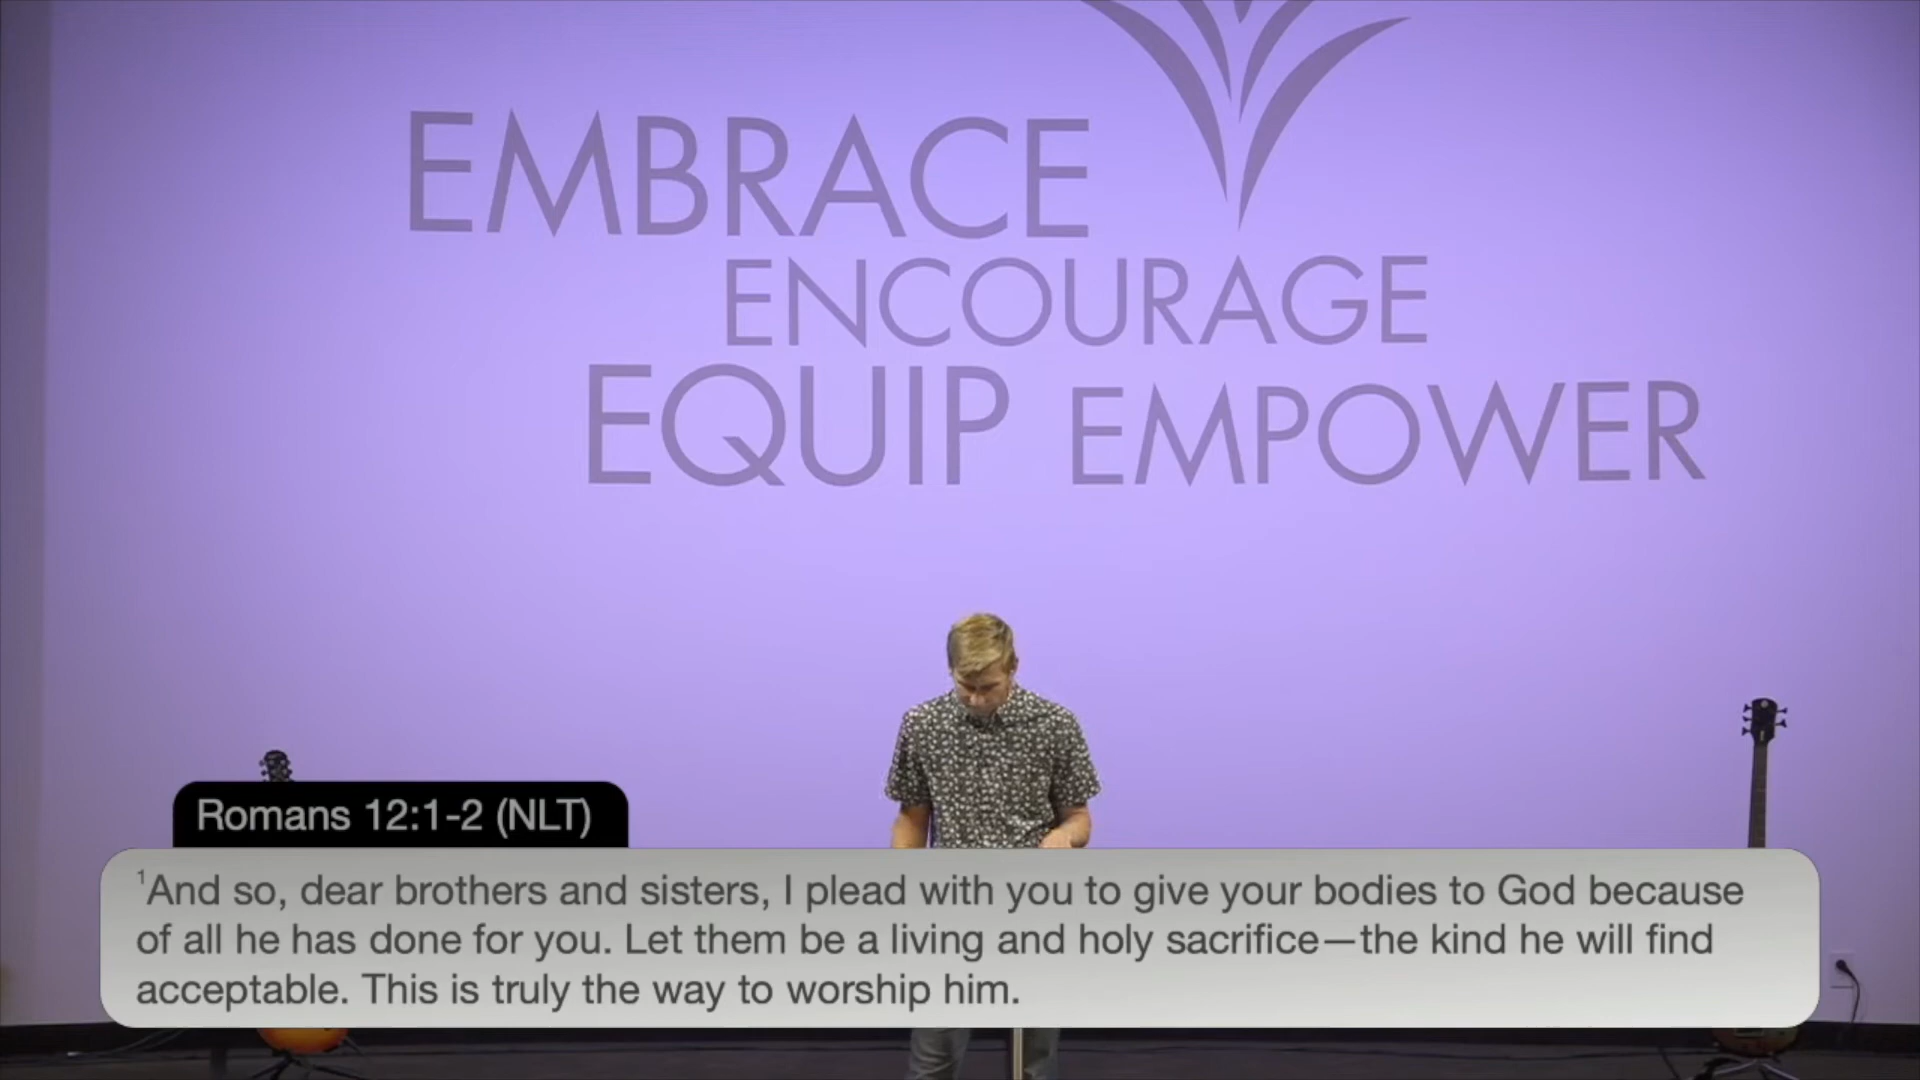 EMBRACE
ENCOURAGE
EQUIP EMPOWER
Romans 12:1-2 (NLT)
¹And so, dear brothers and sisters, I plead with you to give your bodies to God because
of all he has done for you. Let them be a living and holy sacrifice—the kind he will find
acceptable. This is truly the way to worship him.